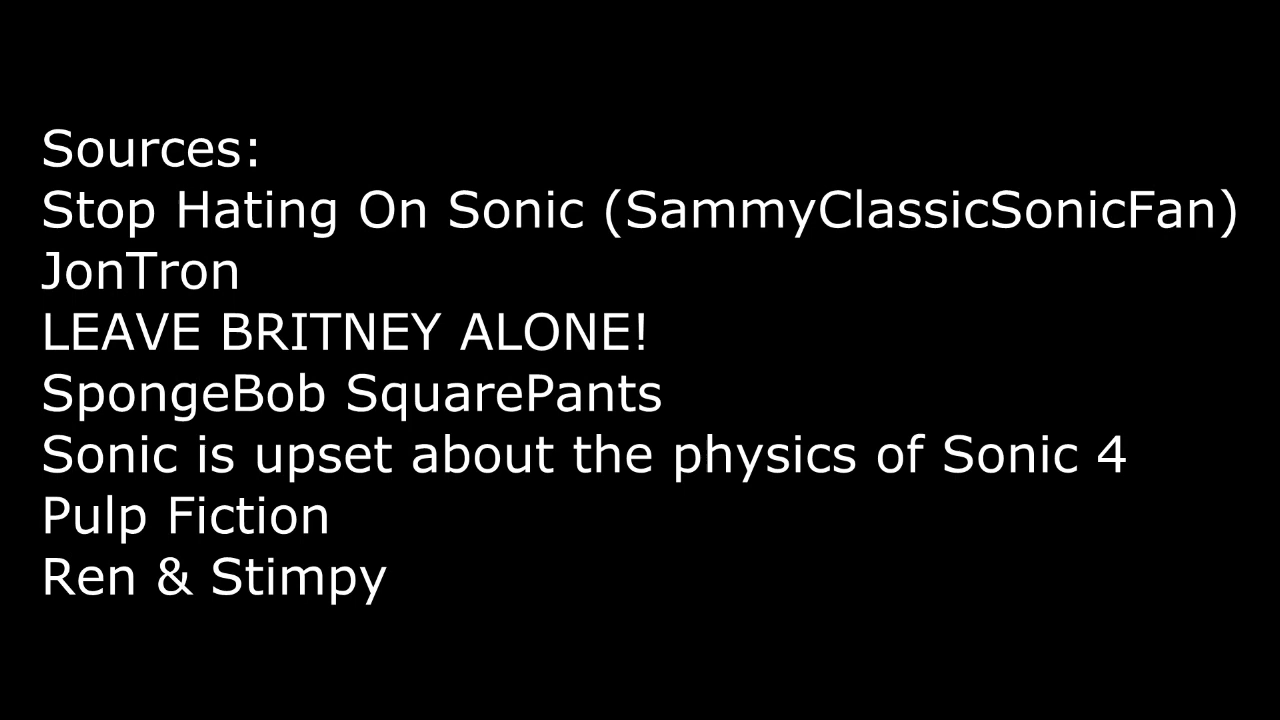 Sources:
Stop Hating On Sonic (SammyClassicSonicFan)
JonTron
LEAVE BRITNEY ALONE!
SpongeBob SquarePants
Sonic is upset about the physics of Sonic 4
Pulp Fiction
Ren & Stimpy